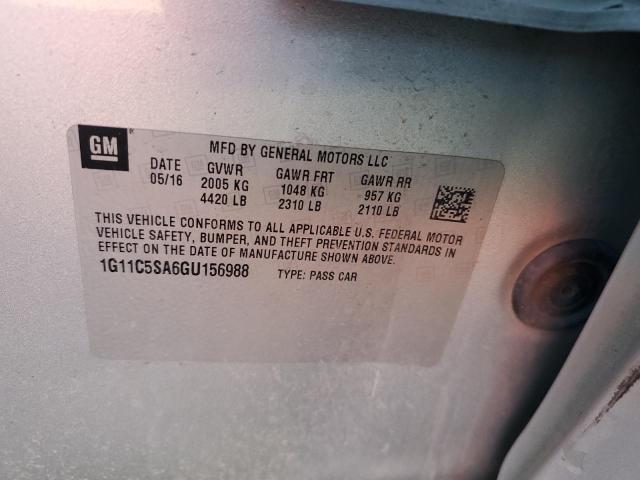 GM
MFD BY GENERAL MOTORS LLC
DATE GVWR GAWR FRT GAWR RR
05/16 2005 KG 1048 KG 957 KG
4420 LB 2310 LB 2110 LB
THIS VEHICLE CONFORMS TO ALL APPLICABLE U.S. FEDERAL MOTOR
VEHICLE SAFETY, BUMPER, AND THEFT PREVENTION STANDARDS IN
EFFECT ON THE DATE OF MANUFACTURE SHOWN ABOVE.
1G11C5SA6GU156988 TYPE: PASS CAR